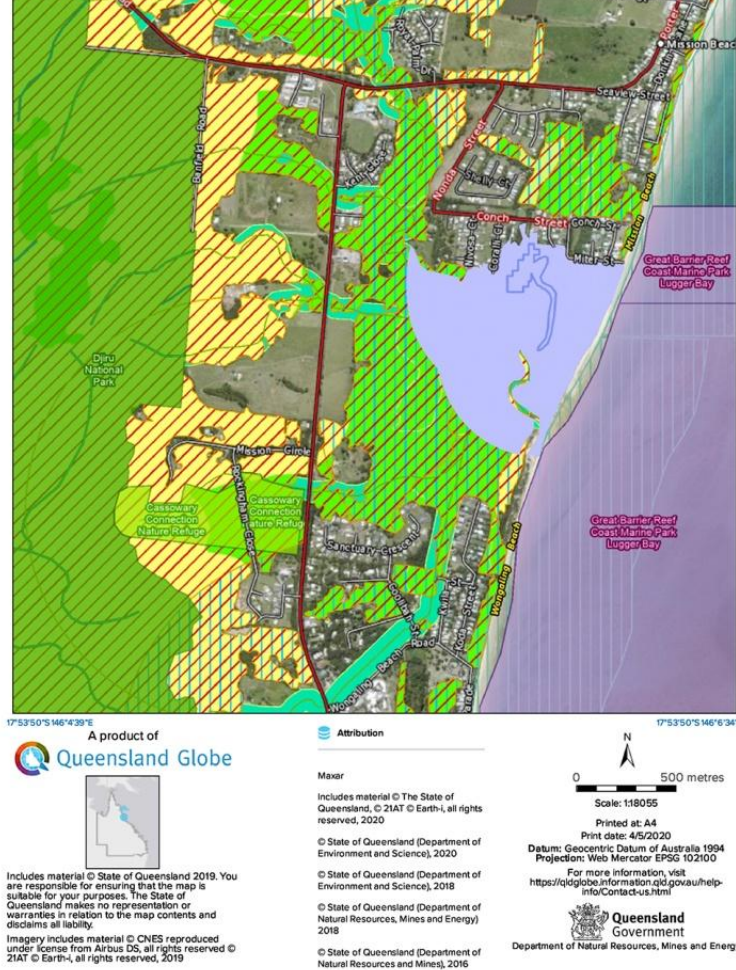 Mission Beach
Seaview Street
Banfield Road
Nonda Street
Shelly Ct
Conch Street
Conch St
Mission Beach
Miter St
Great Barrier Reef
Coast Marine Park
Lugger Bay
Djiru
National
Park
Mission Circle
Rockingham Close
Cassowary
Connection
Nature Refuge
Cassowary
Connection
ature Refug
Sanctuary Crescent
Great Barrier Reef
Coast Marine Park
Lugger Bay
Wongaling Beach
Wongaling Beach Road
17°53'50"S 146°4'39"E
17°53'50"S 146°6'34"
A product of
Queensland Globe
Includes material © State of Queensland 2019. You
are responsible for ensuring that the map is
suitable for your purposes. The State of
Queensland makes no representation or
warranties in relation to the map contents and
disclaims all liability.
Imagery includes material © CNES reproduced
under license from Airbus DS, all rights reserved ©
21AT © Earth-i, all rights reserved, 2019
Attribution
Maxar
Includes material © The State of
Queensland, © 21AT © Earth-i, all rights
reserved, 2020
© State of Queensland (Department of
Environment and Science), 2020
© State of Queensland (Department of
Environment and Science), 2018
© State of Queensland (Department of
Natural Resources, Mines and Energy)
2018
© State of Queensland (Department of
Natural Resources and Mines), 2016
N
0 500 metres
Scale: 1:18055
Printed at: A4
Print date: 4/5/2020
Datum: Geocentric Datum of Australia 1994
Projection: Web Mercator EPSG 102100
For more information, visit
https://qldglobe.information.qld.gov.au/help-
info/Contact-us.html
Queensland
Government
Department of Natural Resources, Mines and Energ